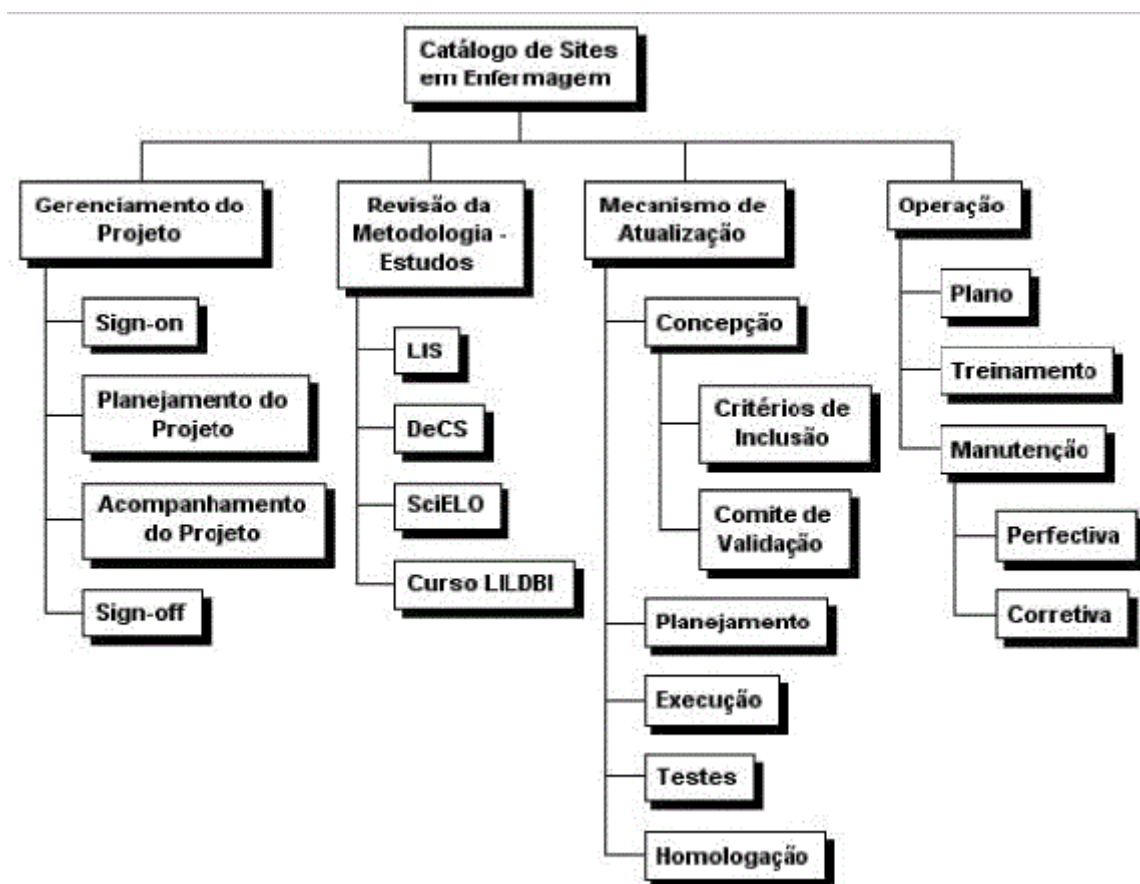 Catálogo de Sites
em Enfermagem
Gerenciamento do
Projeto
Sign-on
Planejamento do
Projeto
Acompanhamento
do Projeto
Sign-off
Revisão da
Metodologia -
Estudos
LIS
DeCS
SciELO
Curso LILDBI
Mecanismo de
Atualização
Concepção
Critérios de
Inclusão
Comite de
Validação
Planejamento
Execução
Testes
Homologação
Operação
Plano
Treinamento
Manutenção
Perfectiva
Corretiva